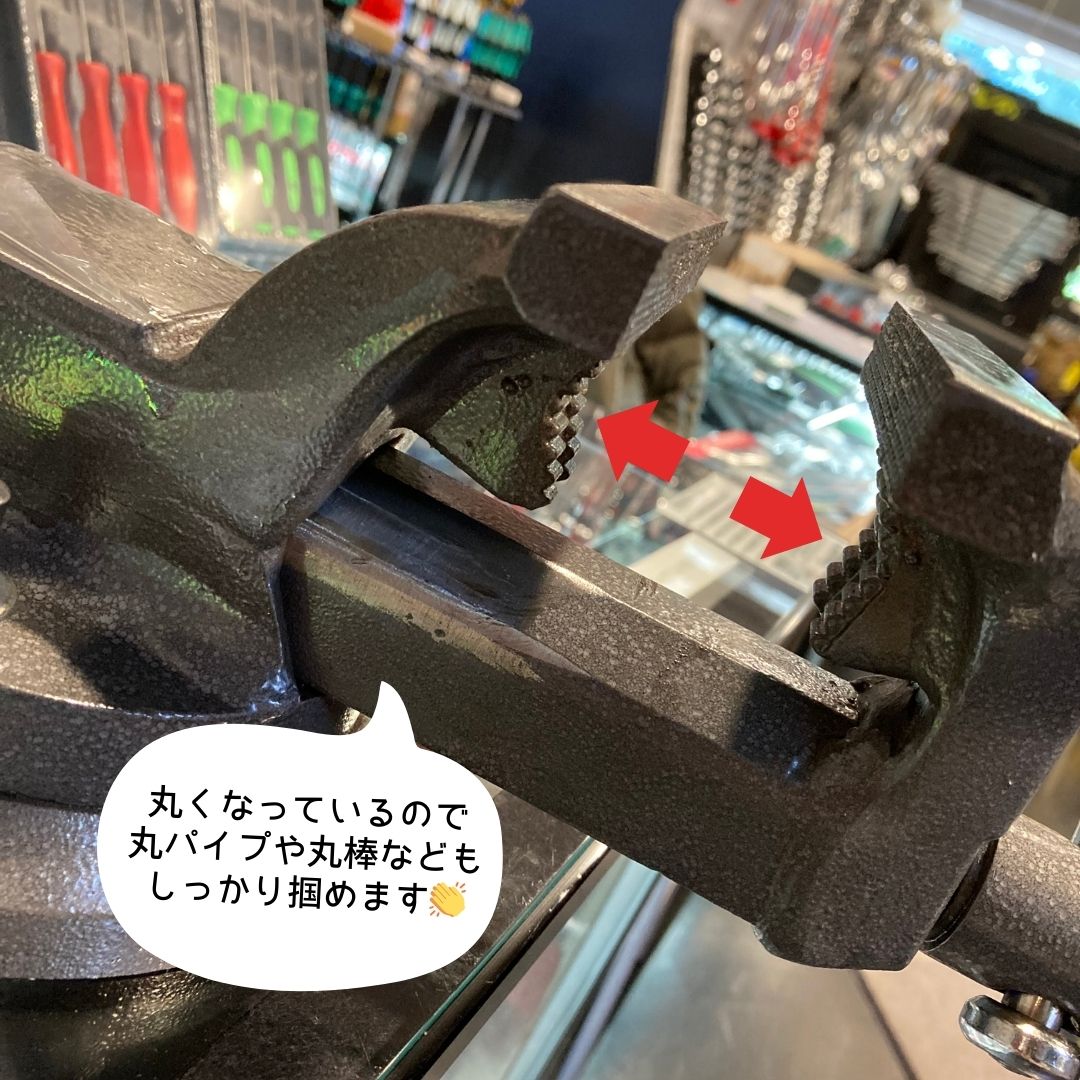 丸くなっているので
丸パイプや丸棒なども
しっかり掴めます👏